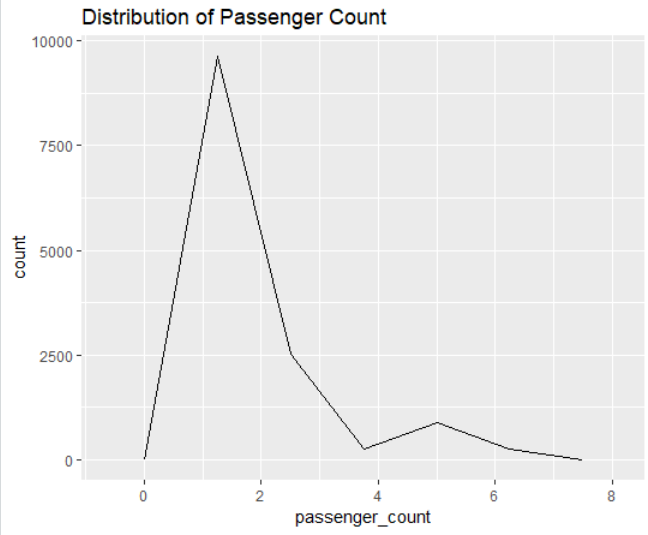 Distribution of Passenger Count
10000
7500
5000
2500
0
count
0 2 4 6 8
passenger_count